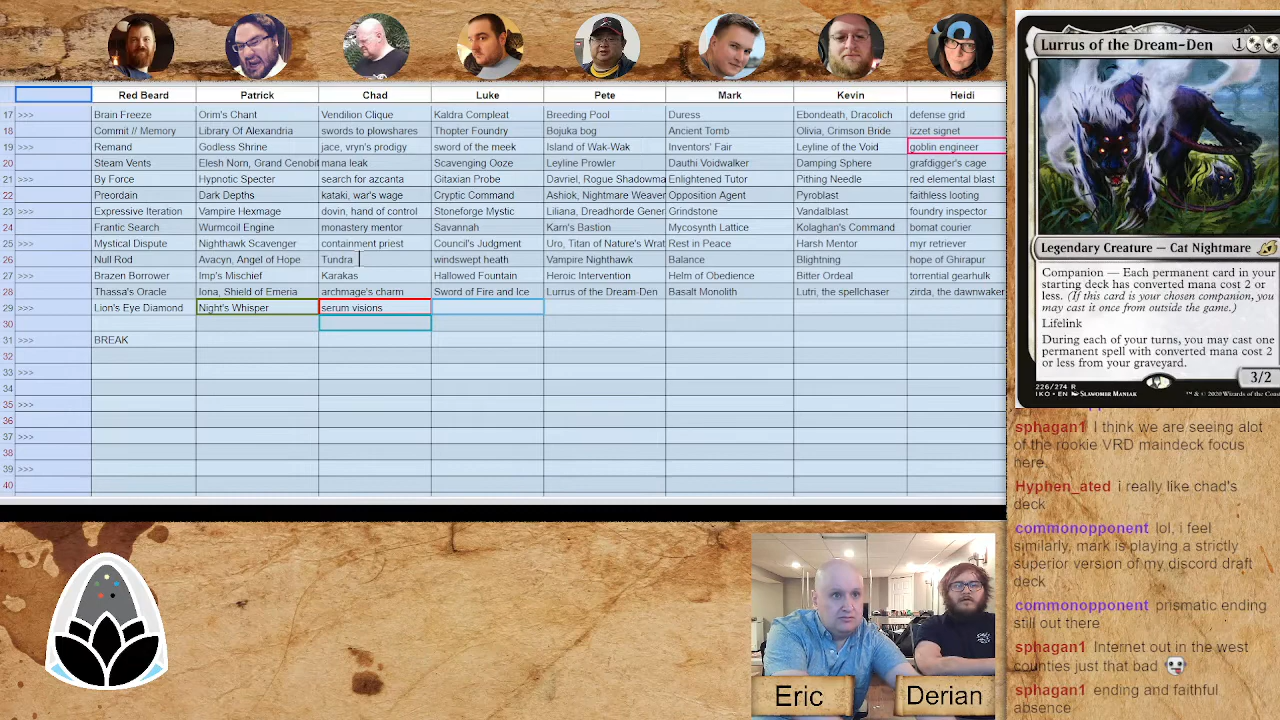 Red Beard Patrick Chad Luke Pete Mark Kevin Heidi
17 >>> Brain Freeze Orim's Chant Vendilion Clique Kaldra Compleat Breeding Pool Duress Ebondeath, Dracolich defense grid
18 >>> Commit // Memory Library Of Alexandria swords to plowshares Thopter Foundry Bojuka bog Ancient Tomb Olivia, Crimson Bride izzet signet
19 >>> Remand Godless Shrine jace, vryn's prodigy sword of the meek Island of Wak-Wak Inventors' Fair Leyline of the Void goblin engineer
20 >>> Steam Vents Elesh Norn, Grand Cenobit mana leak Scavenging Ooze Leyline Prowler Dauthi Voidwalker Damping Sphere grafdigger's cage
21 >>> By Force Hypnotic Specter search for azcanta Gitaxian Probe Davriel, Rogue Shadowma Enlightened Tutor Pithing Needle red elemental blast
22 >>> Preordain Dark Depths kataki, war's wage Cryptic Command Ashiok, Nightmare Weaver Opposition Agent Pyroblast faithless looting
23 >>> Expressive Iteration Vampire Hexmage dovin, hand of control Stoneforge Mystic Liliana, Dreadhorde Gener Grindstone Vandalblast foundry inspector
24 >>> Frantic Search Wurmcoil Engine monastery mentor Savannah Karn's Bastion Mycosynth Lattice Kolaghan's Command bomat courier
25 >>> Mystical Dispute Nighthawk Scavenger containment priest Council's Judgment Uro, Titan of Nature's Wrat Rest in Peace Harsh Mentor myr retriever
26 >>> Null Rod Avacyn, Angel of Hope Tundra windswept heath Vampire Nighthawk Balance Blightning hope of Ghirapur
27 >>> Brazen Borrower Imp's Mischief Karakas Hallowed Fountain Heroic Intervention Helm of Obedience Bitter Ordeal torrential gearhulk
28 >>> Thassa's Oracle Iona, Shield of Emeria archmage's charm Sword of Fire and Ice Lurrus of the Dream-Den Basalt Monolith Lutri, the spellchaser zirda, the dawnwaker
29 >>> Lion's Eye Diamond Night's Whisper serum visions
30 >>>
31 >>> BREAK
32
33 >>>
34
35 >>>
36
37 >>>
38
39 >>>
40
Lurrus of the Dream-Den 1
Legendary Creature — Cat Nightmare
Companion — Each permanent card in your
starting deck has converted mana cost 2 or
less. (If this card is your chosen companion, you
may cast it once from outside the game.)
Lifelink
During each of your turns, you may cast one
permanent spell with converted mana cost 2
or less from your graveyard.
3/2
226/274 R
IKO • EN Slawomir Maniak ™ & © 2020 Wizards of the Coas
sphagan1 I think we are seeing alot
of the rookie VRD maindeck focus
here.
Hyphen_ated i really like chad's
deck
commonopponent lol, i feel
similarly, mark is playing a strictly
superior version of my discord draft
deck
commonopponent prismatic ending
still out there
sphagan1 Internet out in the west
counties just that bad
sphagan1 ending and faithful
absence
Eric Derian